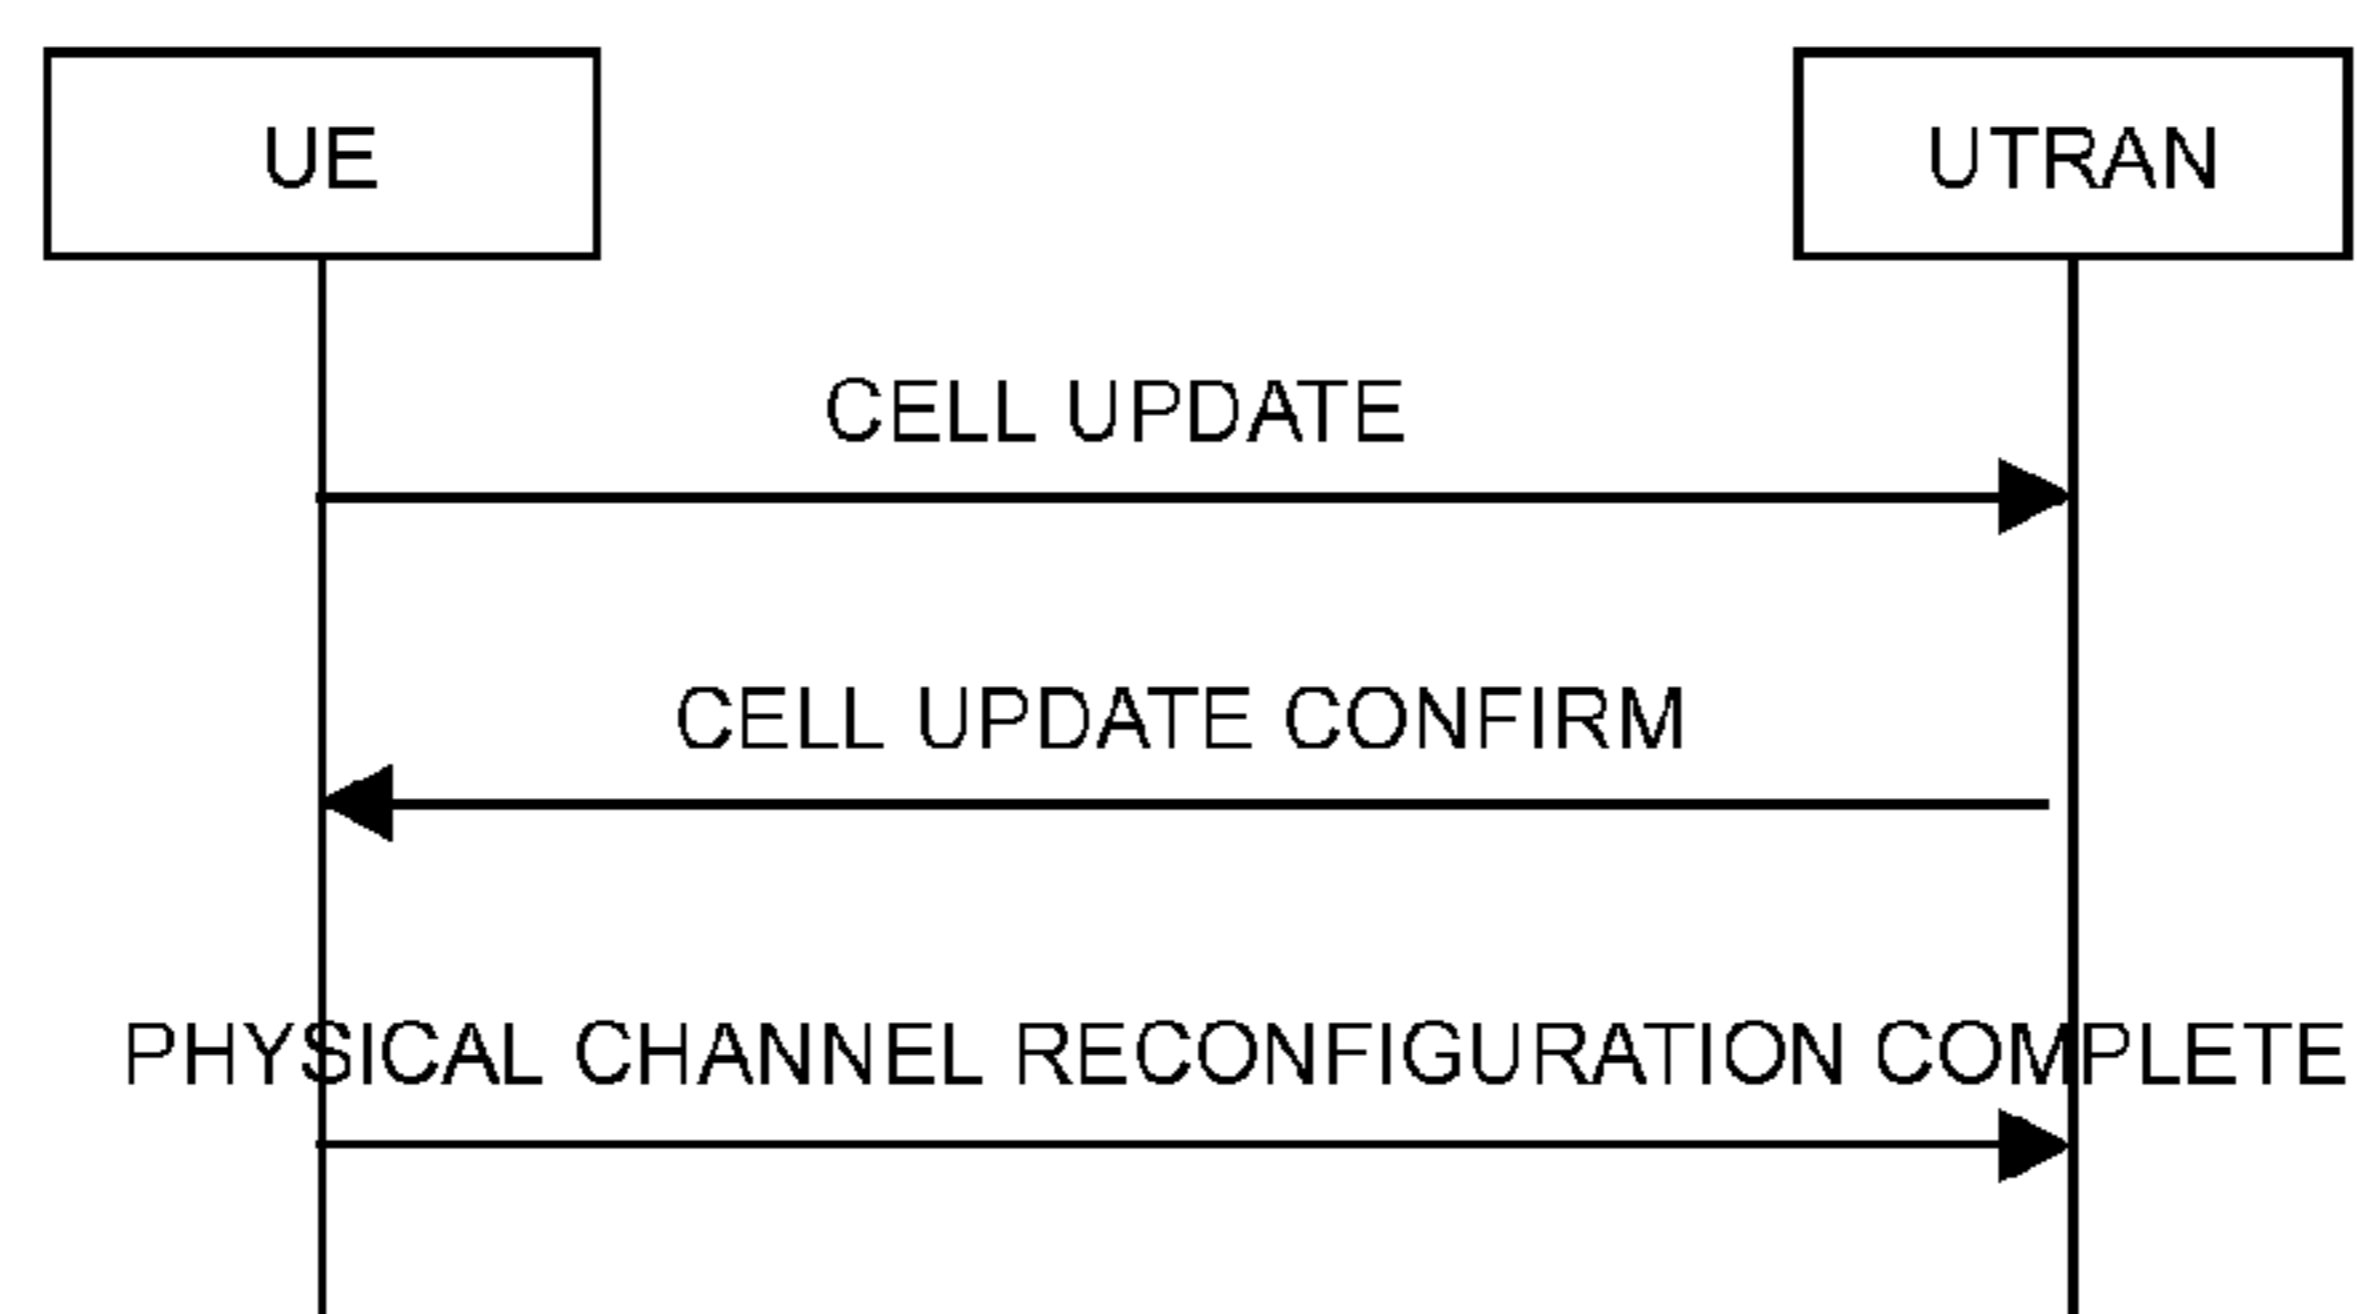 UE
UTRAN
CELL UPDATE
CELL UPDATE CONFIRM
PHYSICAL CHANNEL RECONFIGURATION COMPLETE